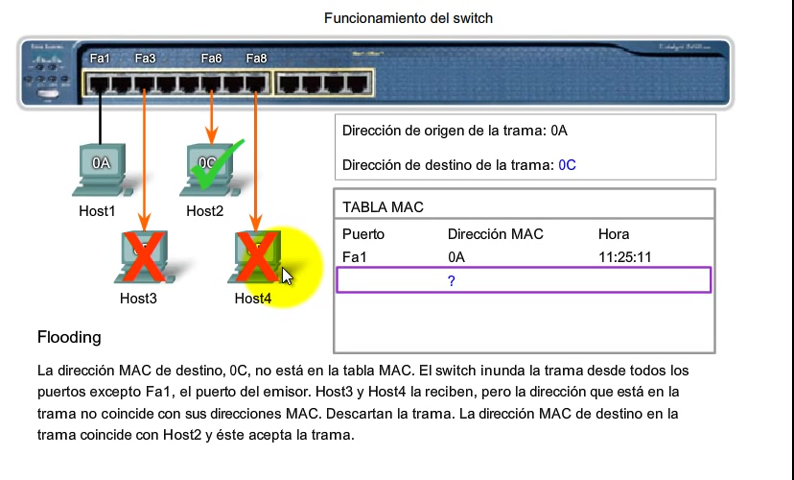 Funcionamiento del switch
Fa1 Fa3 Fa6 Fa8
Dirección de origen de la trama: 0A
Dirección de destino de la trama: 0C
0A
0C
Host1
Host2
TABLA MAC
Puerto Dirección MAC Hora
Fa1 0A 11:25:11
?
Host3
Host4
Flooding
La dirección MAC de destino, 0C, no está en la tabla MAC. El switch inunda la trama desde todos los
puertos excepto Fa1, el puerto del emisor. Host3 y Host4 la reciben, pero la dirección que está en la
trama no coincide con sus direcciones MAC. Descartan la trama. La dirección MAC de destino en la
trama coincide con Host2 y éste acepta la trama.